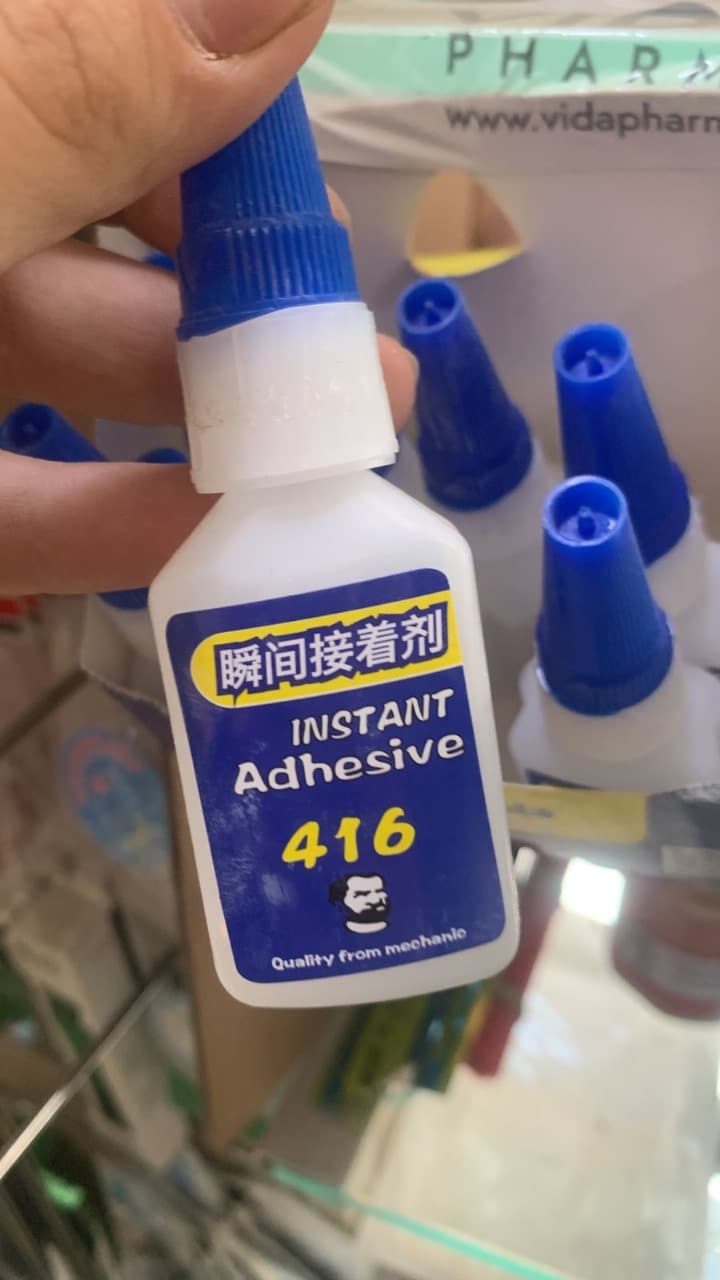 PHAR
www.vidapharm
瞬间接着剂
INSTANT
Adhesive
416
Quality from mechanic